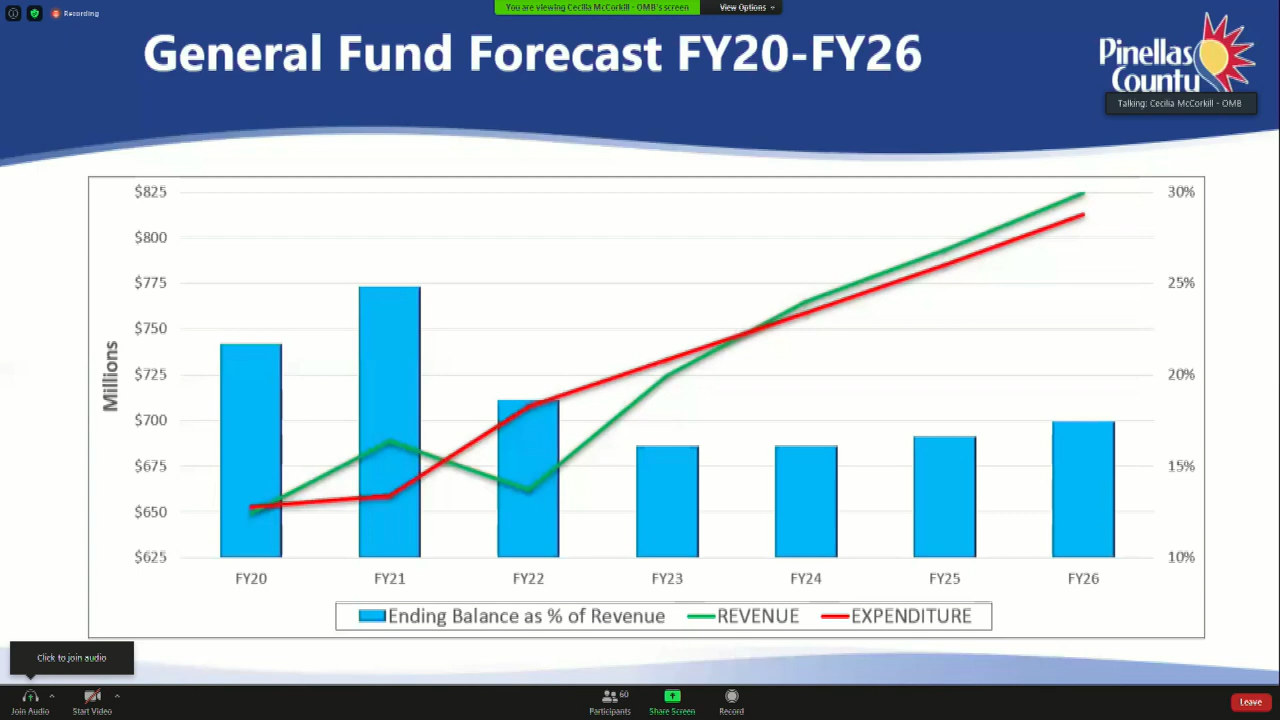 Recording
You are viewing Cecilia McCorkill - OMB's screen
View Options
General Fund Forecast FY20-FY26
Pinellas
County
Talking: Cecilia McCorkill - OMB
$825
$800
$775
$750
$725
$700
$675
$650
$625
Millions
30%
25%
20%
15%
10%
FY20 FY21 FY22 FY23 FY24 FY25 FY26
Ending Balance as % of Revenue REVENUE EXPENDITURE
Click to join audio
Join Audio
Start Video
60
Participants
Share Screen
Record
Leave